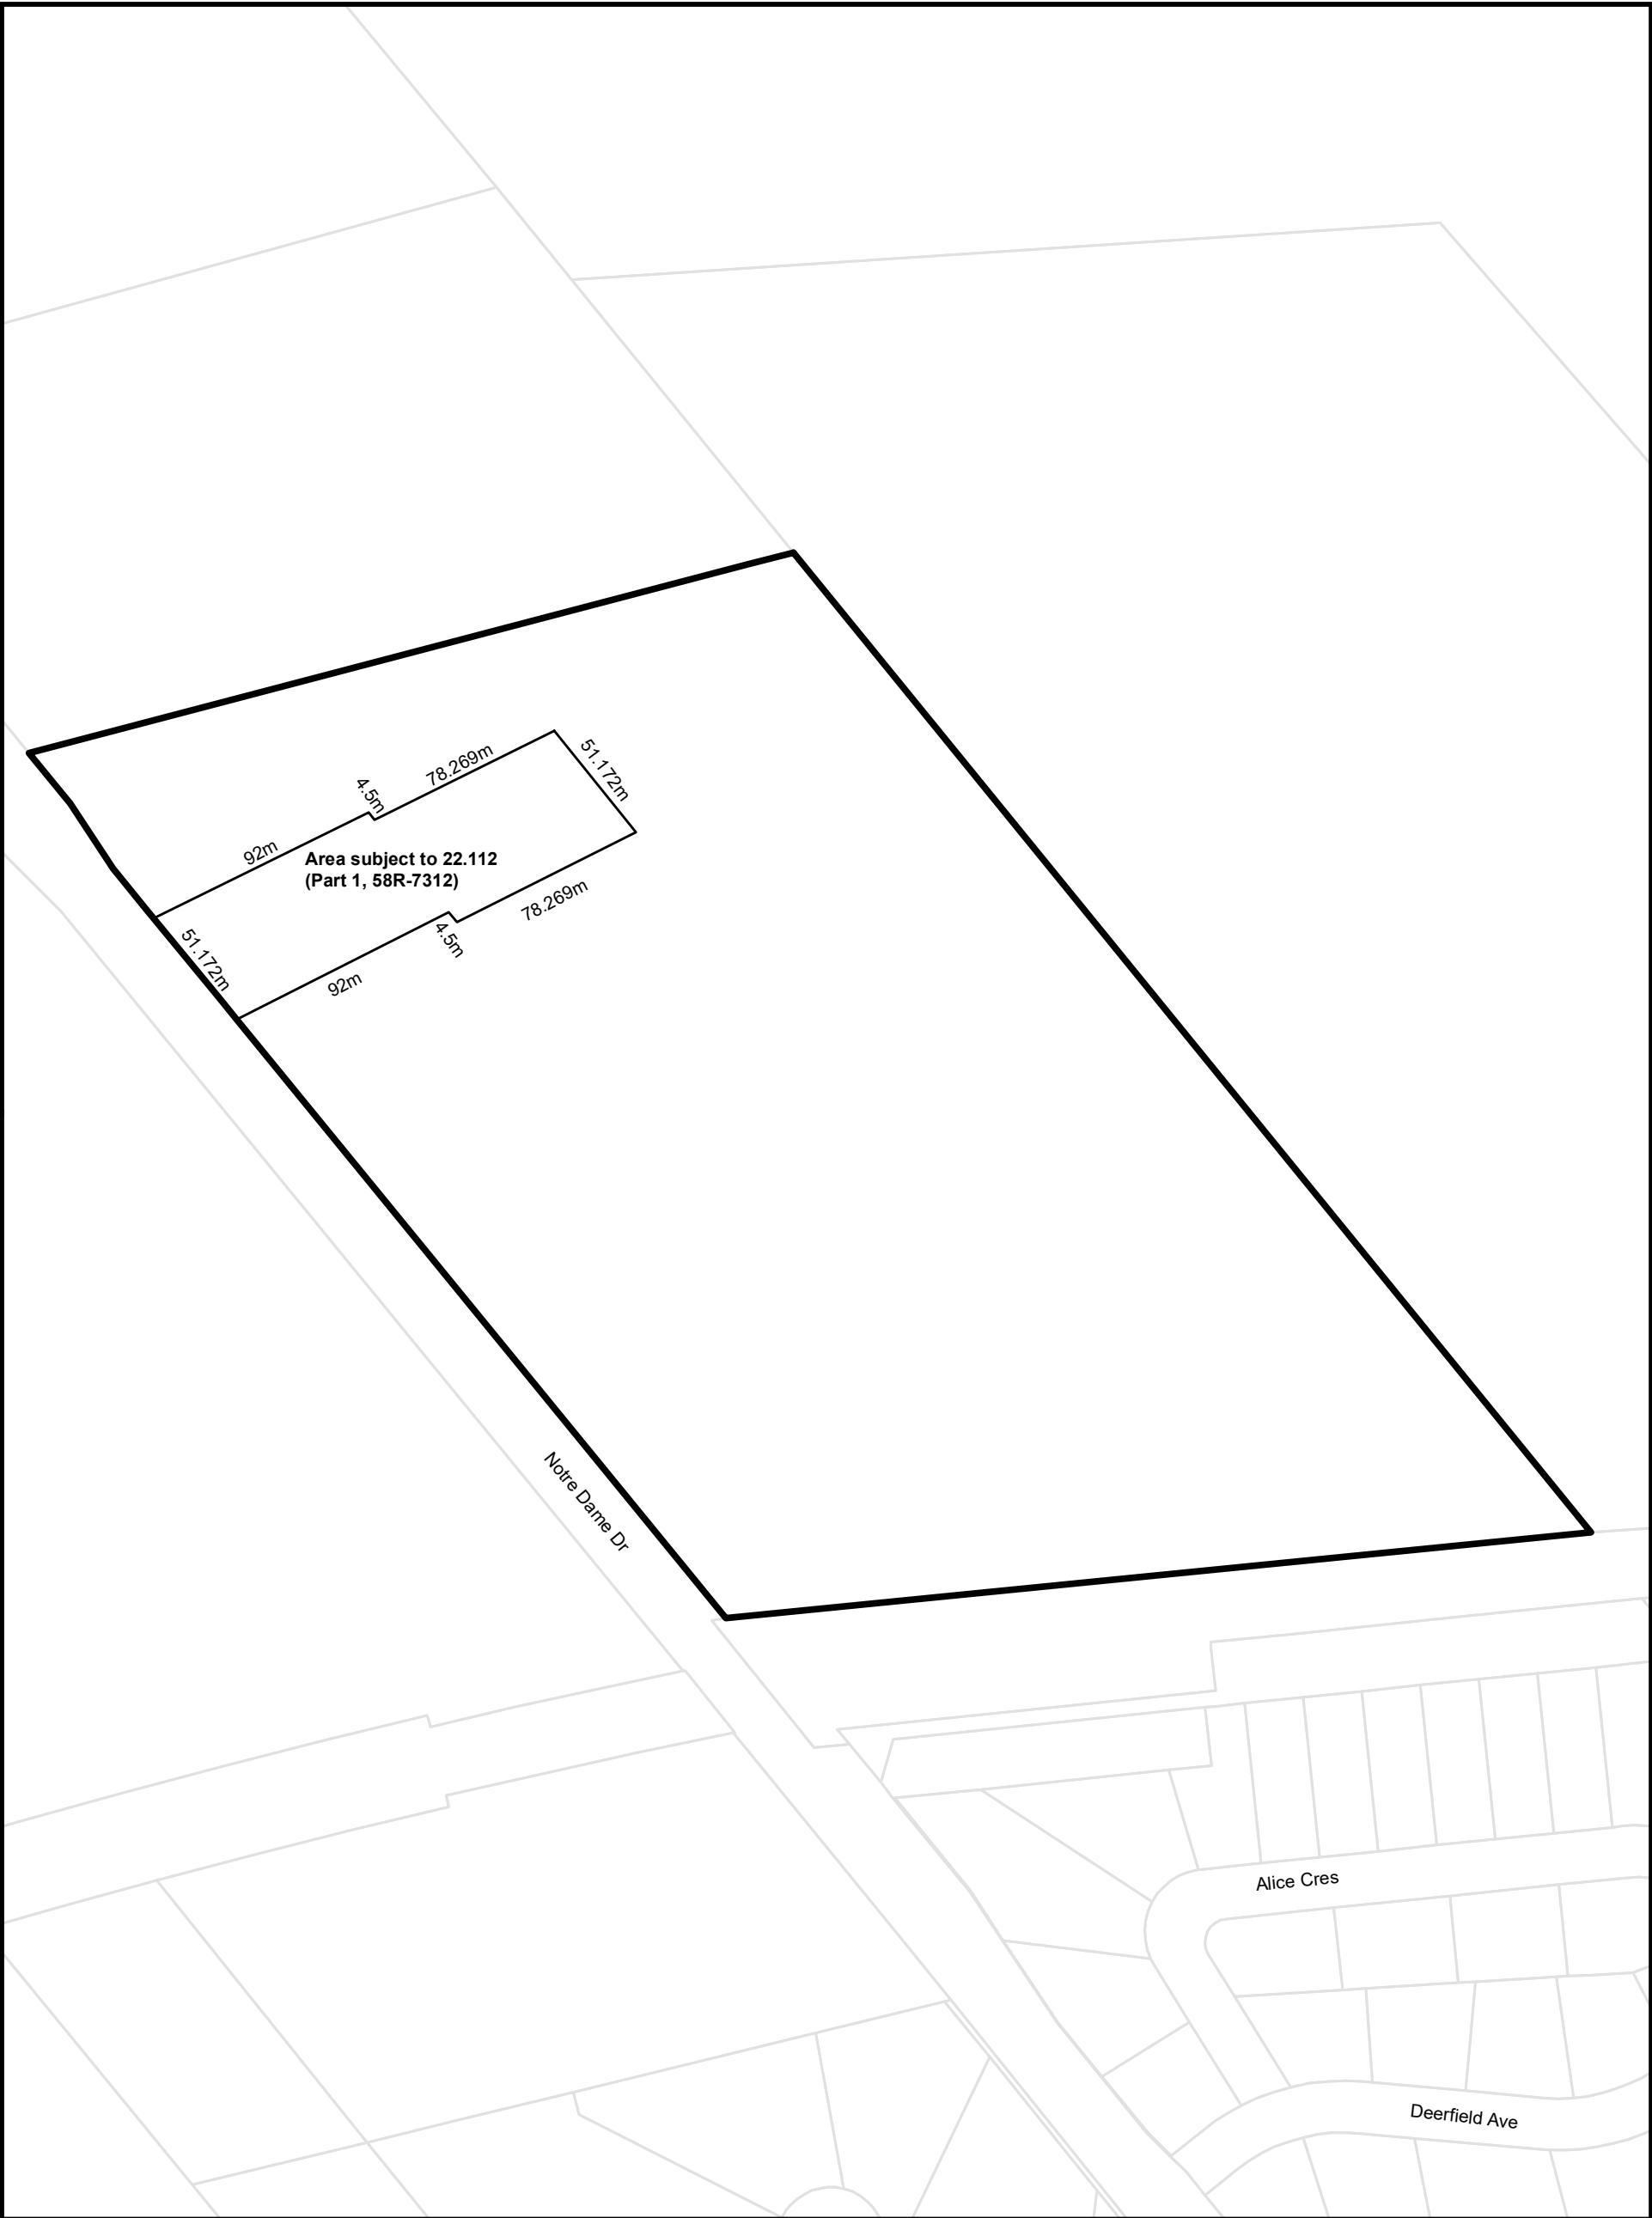 51.172m
78.269m
4.5m
92m
Area subject to 22.112
(Part 1, 58R-7312)
78.269m
4.5m
51.172m
92m
Notre Dame Dr
Alice Cres
Deerfield Ave